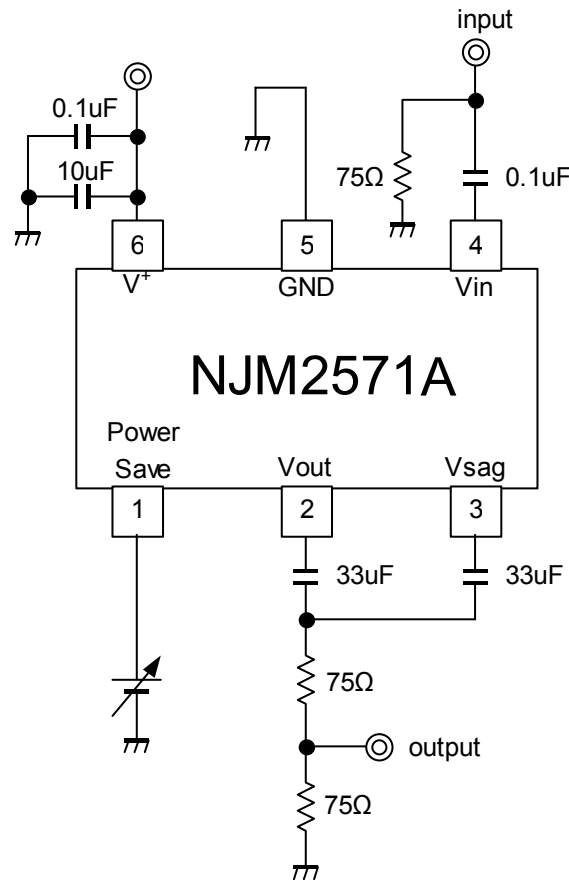 input
0.1uF
10uF
75Ω
0.1uF
6
5
4
V+
GND
Vin
NJM2571A
Power
Save
Vout
Vsag
1
2
3
33uF
33uF
75Ω
output
75Ω